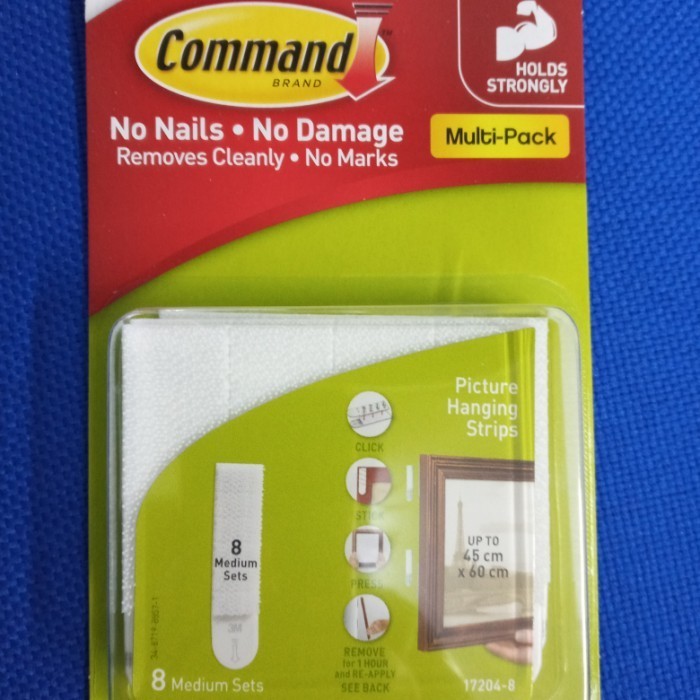 Command™
BRAND
HOLDS
STRONGLY
No Nails • No Damage
Removes Cleanly • No Marks
Multi-Pack
Picture
Hanging
Strips
CLICK
STICK
PRESS
REMOVE
for 1 HOUR
and RE-APPLY
SEE BACK
8
Medium
Sets
3M
UP TO
45 cm
x 60 cm
8 Medium Sets
17204-8